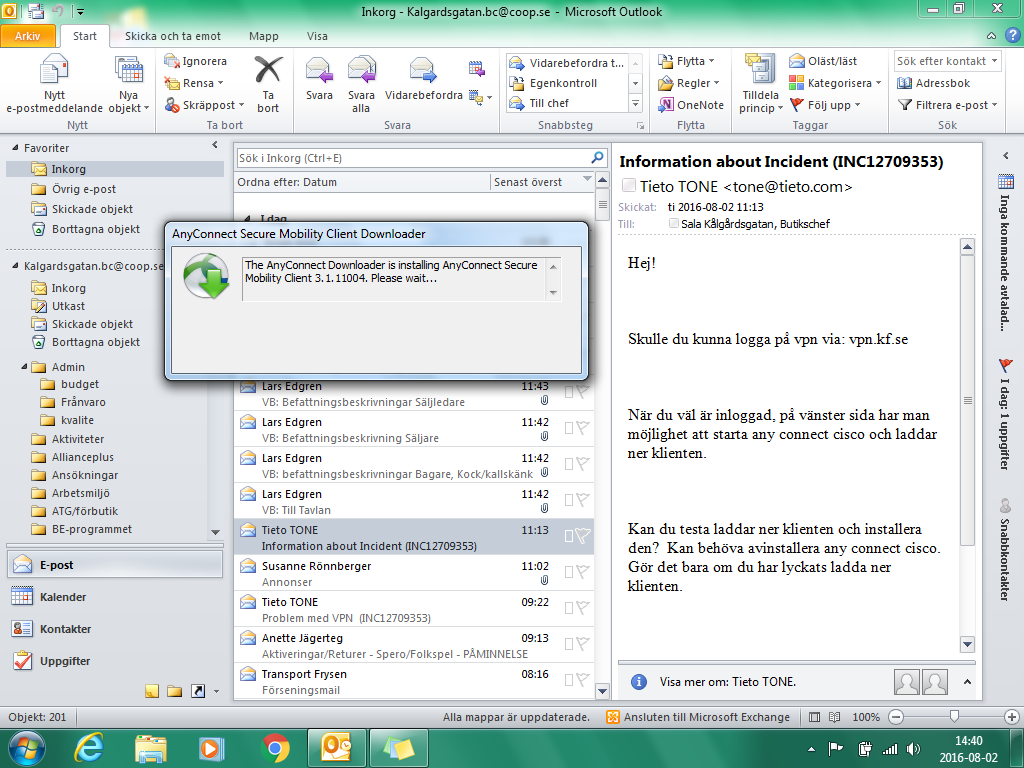 Inkorg - Kalgardsgatan.bc@coop.se - Microsoft Outlook
Arkiv
Start
Skicka och ta emot
Mapp
Visa
Nytt
e-postmeddelande
Nya
objekt
Nytt
Ignorera
Rensa
Skräppost
Ta
bort
Ta bort
Svara
Svara
alla
Vidarebefordra
Svara
Vidarebefordra t...
Egenkontroll
Till chef
Snabbsteg
Flytta
Regler
OneNote
Flytta
Tilldela
princip
Oläst/läst
Kategorisera
Följ upp
Taggar
Sök efter kontakt
Adressbok
Filtrera e-post
Sök
Favoriter
Inkorg
Övrig e-post
Skickade objekt
Borttagna objekt
Kalgardsgatan.bc@coop.se
Inkorg
Utkast
Skickade objekt
Borttagna objekt
Admin
budget
Frånvaro
kvalite
Aktiviteter
Allianceplus
Ansökningar
Arbetsmiljö
ATG/förbutik
BE-programmet
E-post
Kalender
Kontakter
Uppgifter
Sök i Inkorg (Ctrl+E)
Ordna efter: Datum
Senast överst
I dag
AnyConnect Secure Mobility Client Downloader
The AnyConnect Downloader is installing AnyConnect Secure
Mobility Client 3.1.11004. Please wait...
Lars Edgren 11:43
VB: Befattningsbeskrivningar Säljledare
Lars Edgren 11:42
VB: Befattningsbeskrivning Säljare
Lars Edgren 11:42
VB: befattningsbeskrivningar Bagare, Kock/kallskänk
Lars Edgren 11:42
VB: Till Tavlan
Tieto TONE 11:13
Information about Incident (INC12709353)
Susanne Rönnberger 11:02
Annonser
Tieto TONE 09:22
Problem med VPN (INC12709353)
Anette Jägerteg 09:13
Aktiveringar/Returer - Spero/Folkspel - PÅMINNELSE
Transport Frysen 08:16
Förseningsmail
Information about Incident (INC12709353)
Tieto TONE <tone@tieto.com>
Skickat: ti 2016-08-02 11:13
Till: Sala Kålgårdsgatan, Butikschef
Hej!
Skulle du kunna logga på vpn via: vpn.kf.se
När du väl är inloggad, på vänster sida har man
möjlighet att starta any connect cisco och laddar
ner klienten.
Kan du testa laddar ner klienten och installera
den? Kan behöva avinstallera any connect cisco.
Gör det bara om du har lyckats ladda ner
klienten.
Visa mer om: Tieto TONE.
Inga kommande avtalad...
I dag: 1 uppgifter
Snabbkontakter
Objekt: 201
Alla mappar är uppdaterade.
Ansluten till Microsoft Exchange
100%
14:40
2016-08-02